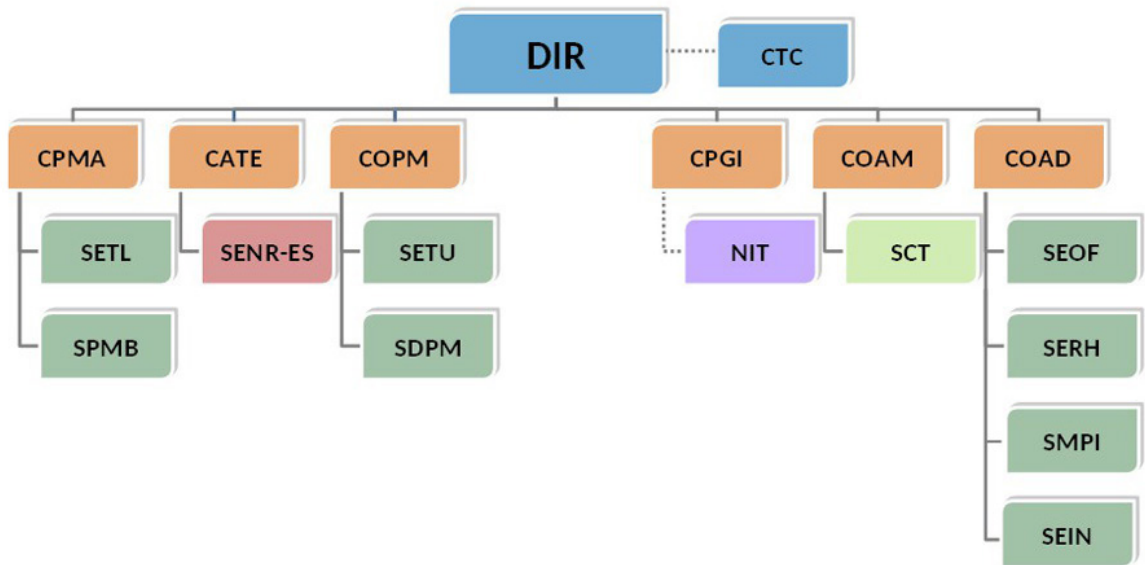 DIR
CTC
CPMA
CATE
COPM
CPGI
COAM
COAD
SETL
SENR-ES
SETU
NIT
SCT
SEOF
SPMB
SDPM
SERH
SMPI
SEIN